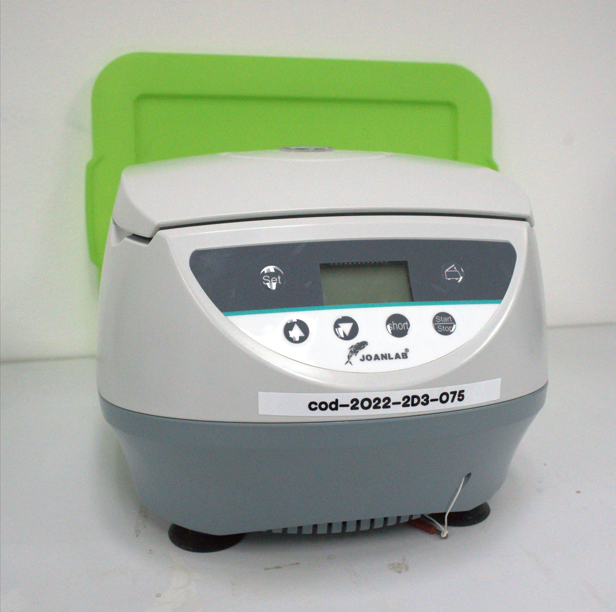 Set
Short
Start
Stop
JOANLAB®
cod-2022-2D3-075